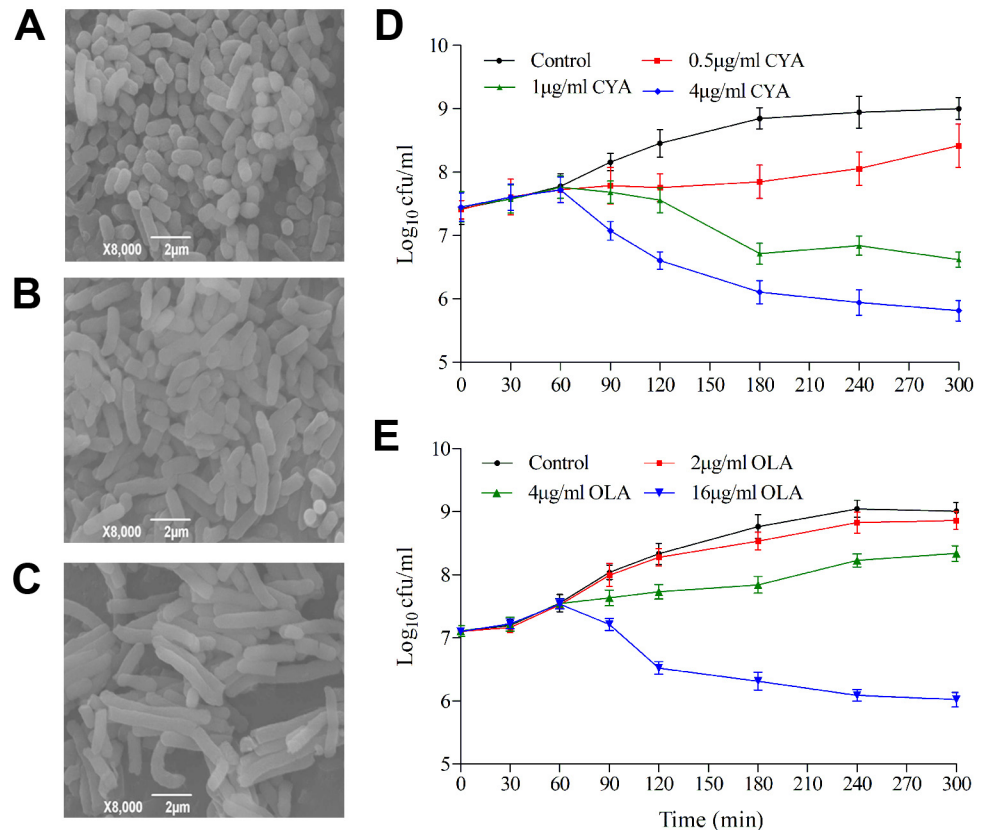 A
X8,000 2μm
B
X8,000 2μm
C
X8,000 2μm
D
Control 0.5μg/ml CYA
1μg/ml CYA 4μg/ml CYA
Log10 cfu/ml
10
9
8
7
6
5
0 30 60 90 120 150 180 210 240 270 300
E
Control 2μg/ml OLA
4μg/ml OLA 16μg/ml OLA
Log10 cfu/ml
10
9
8
7
6
5
0 30 60 90 120 150 180 210 240 270 300
Time (min)